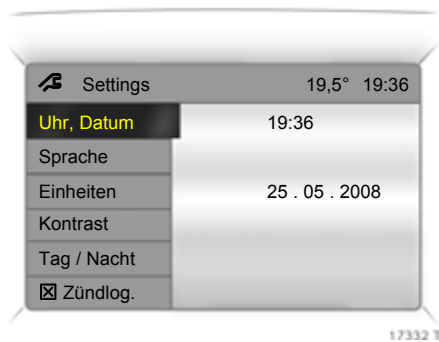 Settings 19,5° 19:36
Uhr, Datum 19:36
Sprache
Einheiten 25 . 05 . 2008
Kontrast
Tag / Nacht
Zündlog.
17332 T